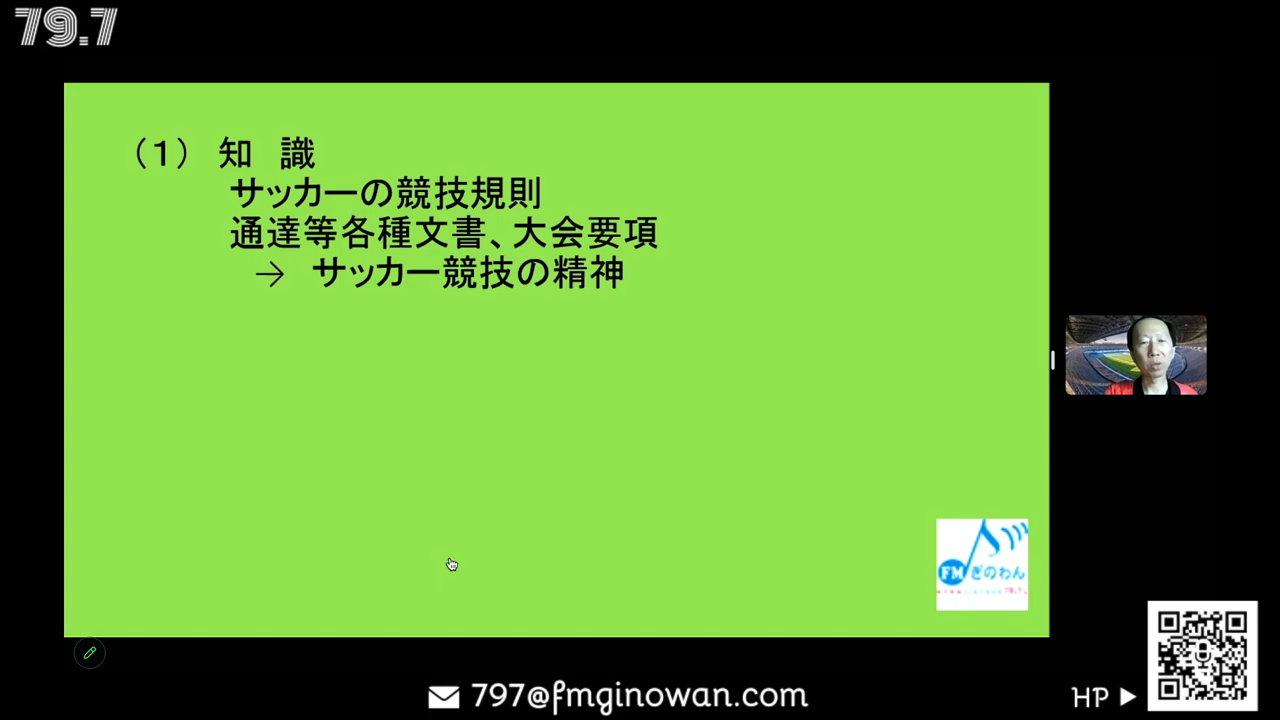 79.7
（1） 知　識
サッカーの競技規則
通達等各種文書、大会要項
→ サッカー競技の精神
FM ぎのわん
797@fmginowan.com
HP ▶